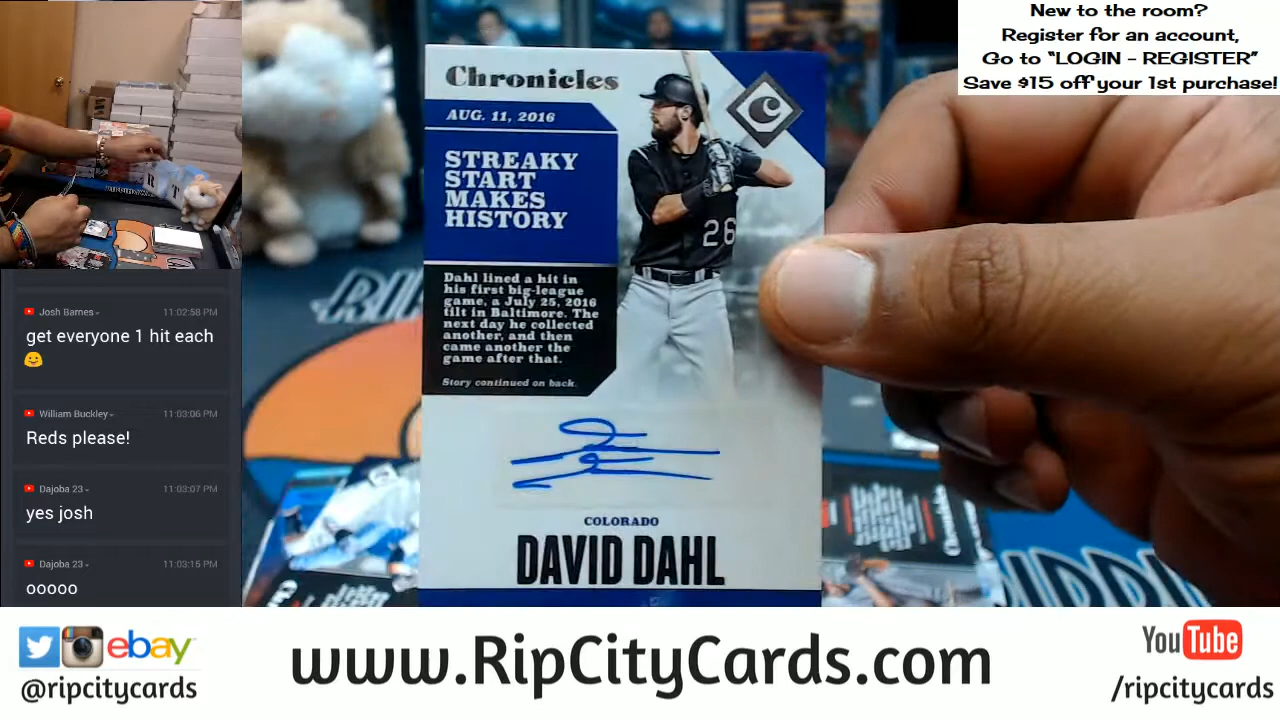 New to the room?
Register for an account,
Go to "LOGIN - REGISTER"
Save $15 off your 1st purchase!
Chronicles
C
AUG. 11, 2016
STREAKY
START
MAKES
HISTORY
26
Dahl lined a hit in
his first big-league
game, a July 25, 2016
tilt in Baltimore. The
next day he collected
another, and then
came another the
game after that.
Story continued on back.
COLORADO
DAVID DAHL
Josh Barnes
11:02:58 PM
get everyone 1 hit each
William Buckley
11:03:06 PM
Reds please!
Dajoba 23
11:03:07 PM
yes josh
Dajoba 23
11:03:15 PM
ooooo
Chronicles
ebay
@ripcitycards
www.RipCityCards.com
YouTube
/ripcitycards